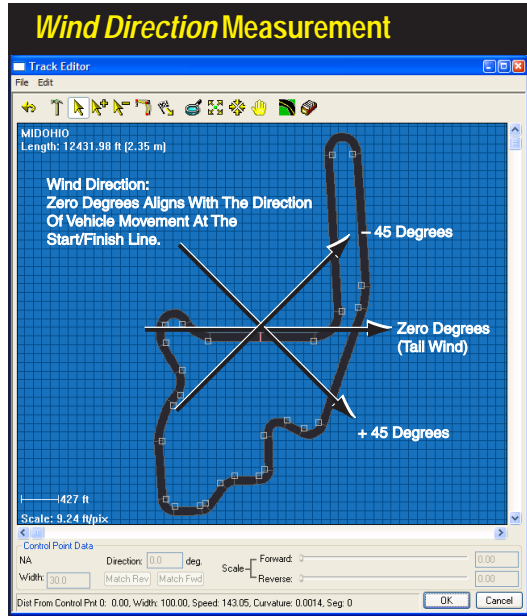 Wind Direction Measurement
Track Editor
File Edit
MIDOHIO
Length: 12431.98 ft (2.35 m)
Wind Direction:
Zero Degrees Aligns With The Direction
Of Vehicle Movement At The
Start/Finish Line.
– 45 Degrees
Zero Degrees
(Tail Wind)
+ 45 Degrees
427 ft
Scale: 9.24 ft/pix
Control Point Data
NA
Direction: 0.0 deg.
Width: 30.0
Match Rev Match Fwd
Scale
Forward: 0.00
Reverse: 0.00
Dist From Control Pnt 0: 0.00, Width: 100.00, Speed: 143.05, Curvature: 0.0014, Seg: 0
OK Cancel